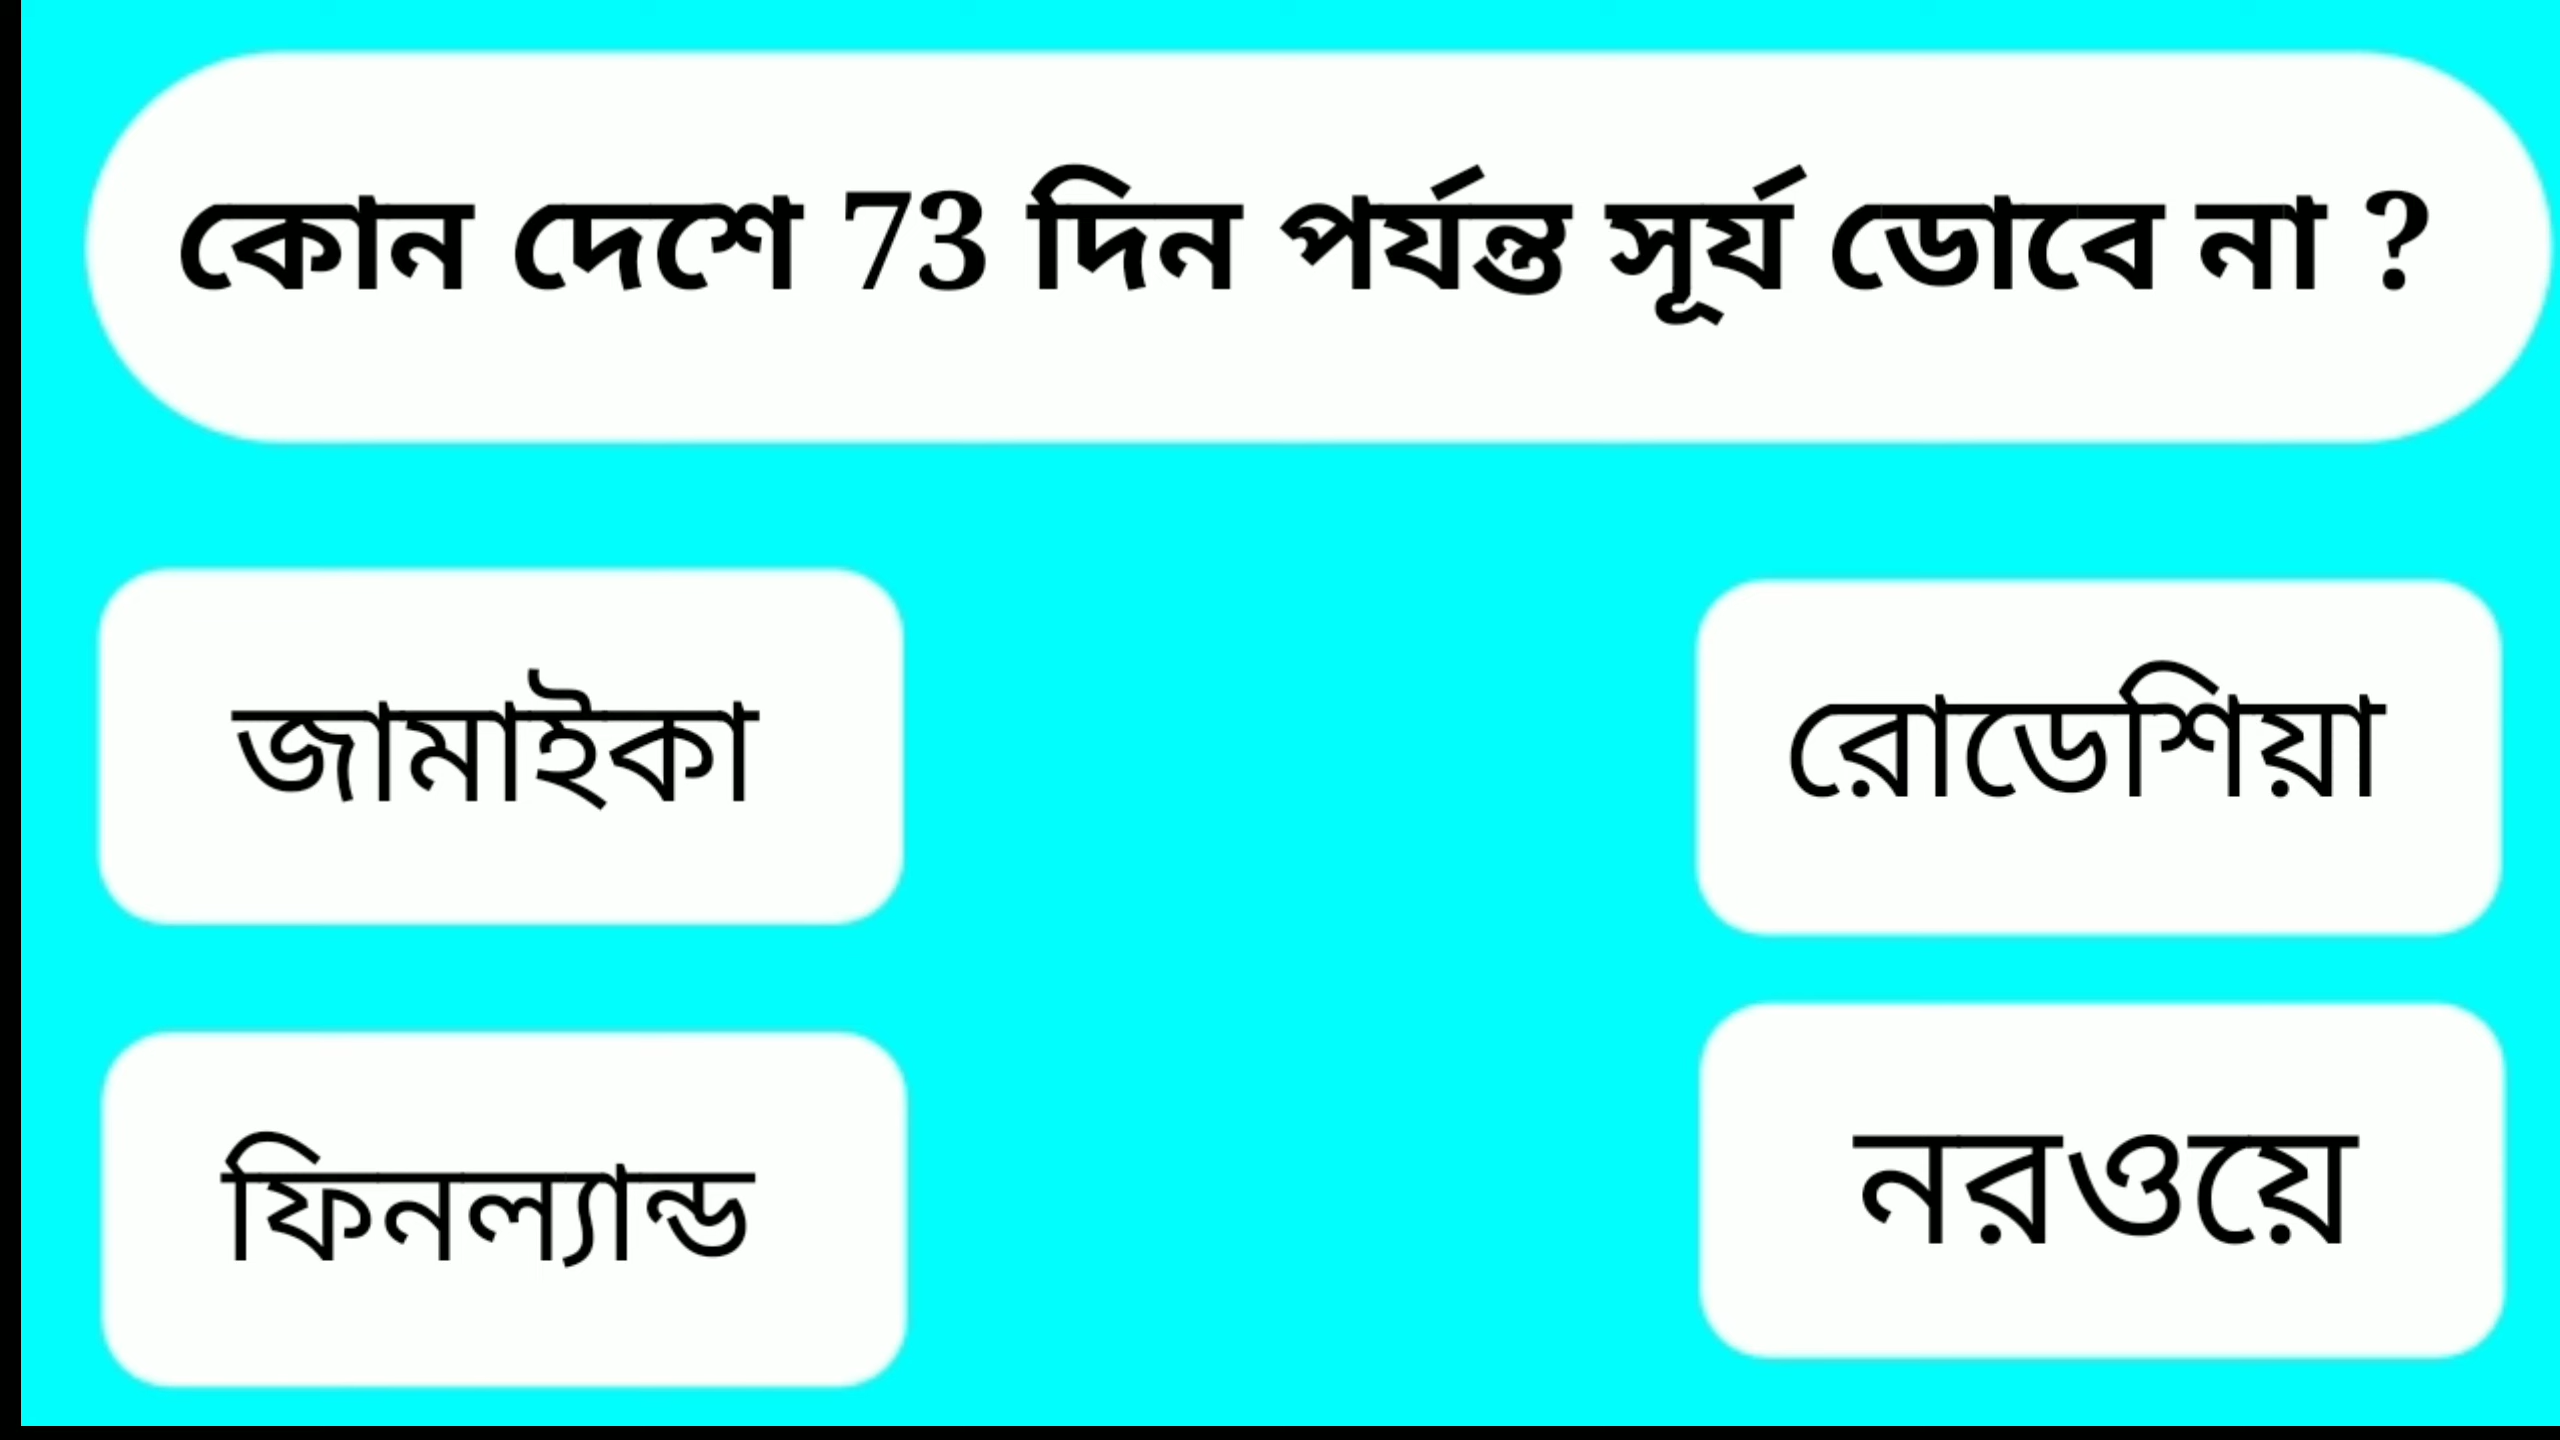 কোন দেশে 73 দিন পর্যন্ত সূর্য ডোবে না ?
জামাইকা
রোডেশিয়া
ফিনল্যান্ড
নরওয়ে